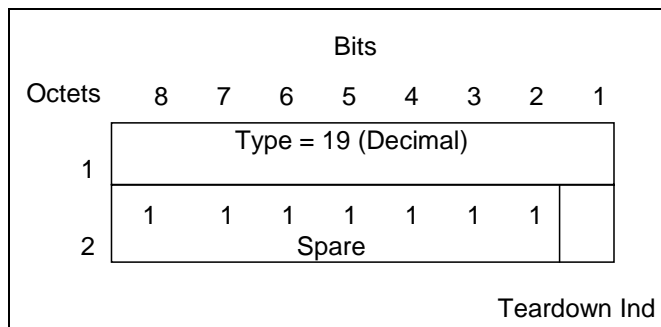 Bits
Octets 8 7 6 5 4 3 2 1
Type = 19 (Decimal)
1
1 1 1 1 1 1 1
2 Spare
Teardown Ind